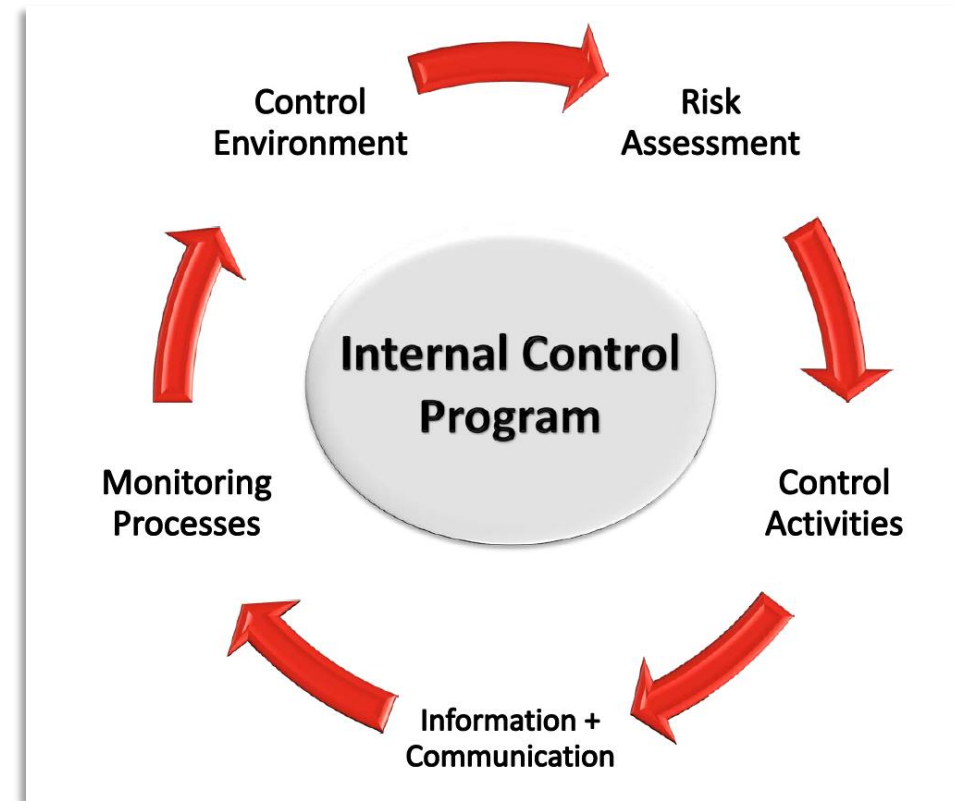 Control
Environment
Risk
Assessment
Internal Control
Program
Control
Activities
Information +
Communication
Monitoring
Processes